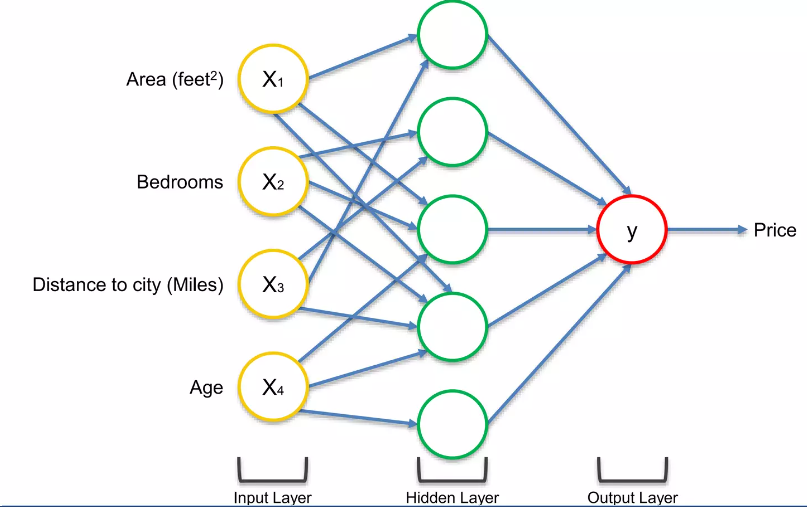 Area (feet²) X₁
Bedrooms X₂
y Price
Distance to city (Miles) X₃
Age X₄
Input Layer Hidden Layer Output Layer